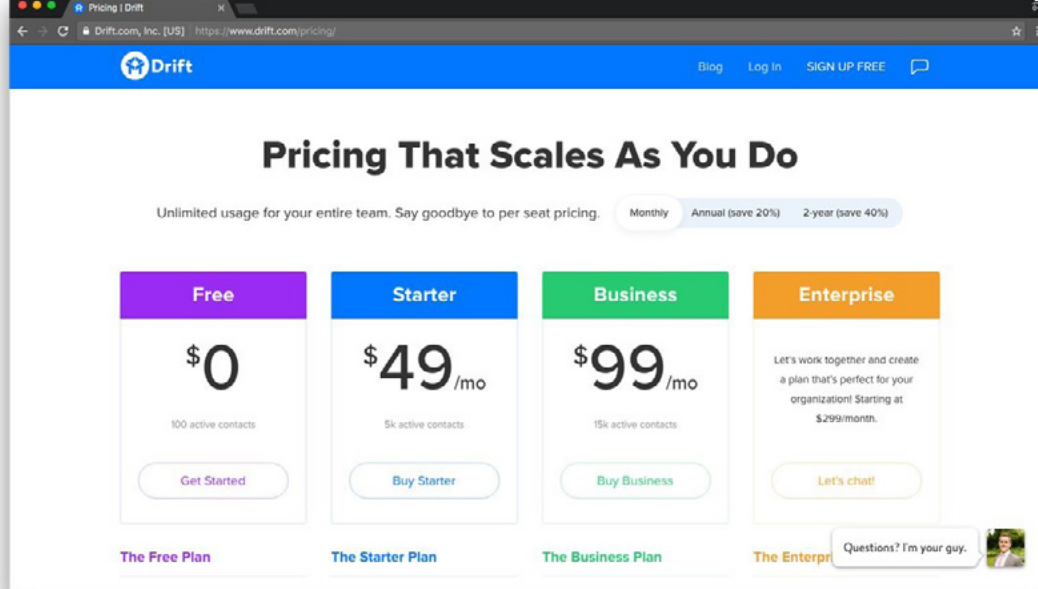 Pricing | Drift
Drift.com, Inc. [US] https://www.drift.com/pricing/
Drift
Blog Log In SIGN UP FREE
Pricing That Scales As You Do
Unlimited usage for your entire team. Say goodbye to per seat pricing.
Monthly Annual (save 20%) 2-year (save 40%)
Free
$0
100 active contacts
Get Started
Starter
$49/mo
5k active contacts
Buy Starter
Business
$99/mo
15k active contacts
Buy Business
Enterprise
Let's work together and create
a plan that's perfect for your
organization! Starting at
$299/month.
Let's chat!
The Free Plan
The Starter Plan
The Business Plan
The Enterpri
Questions? I'm your guy.